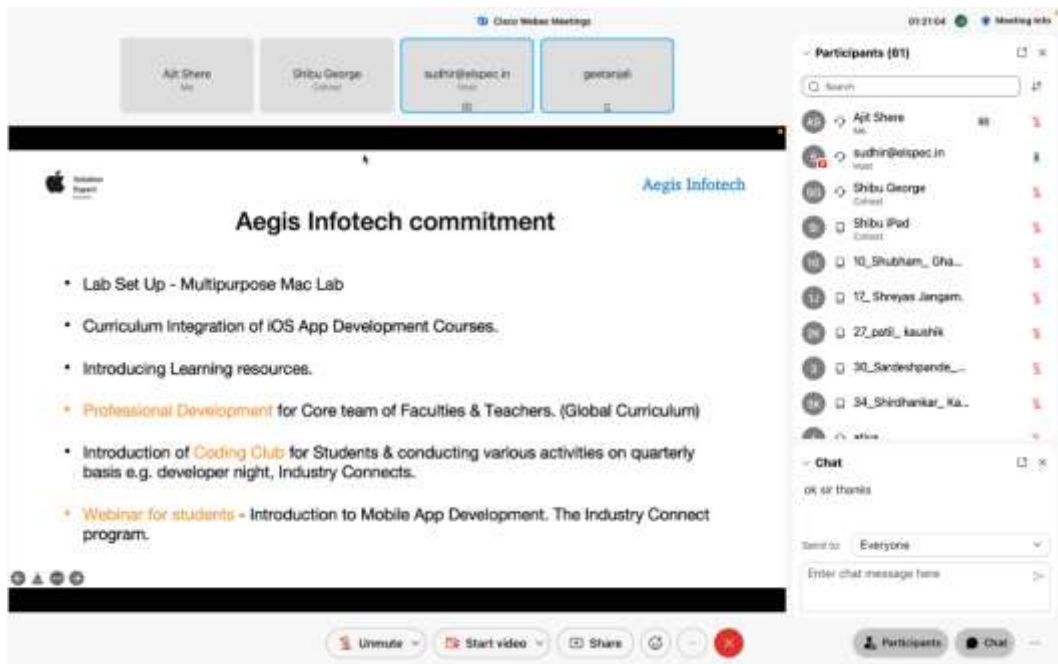 Cisco Webex Meetings
01:21:04
Meeting Info
Ajit Shere
Me
Shibu George
Cohost
sudhir@elspec.in
Host
geetanjali
Solution
Expert
Aegis Infotech
Aegis Infotech commitment
• Lab Set Up - Multipurpose Mac Lab
• Curriculum Integration of iOS App Development Courses.
• Introducing Learning resources.
• Professional Development for Core team of Faculties & Teachers. (Global Curriculum)
• Introduction of Coding Club for Students & conducting various activities on quarterly
basis e.g. developer night, Industry Connects.
• Webinar for students - Introduction to Mobile App Development. The Industry Connect
program.
Participants (61)
Search
Ajit Shere
Me
sudhir@elspec.in
Host
Shibu George
Cohost
Shibu iPad
Cohost
10_Shubham_ Gha...
17_ Shreyas Jangam.
27_patil_ kaushik
30_Sardeshpande_...
34_Shirdhankar_ Ka...
Chat
ok sir thanks
Send to: Everyone
Enter chat message here
Unmute
Start video
Share
Participants
Chat